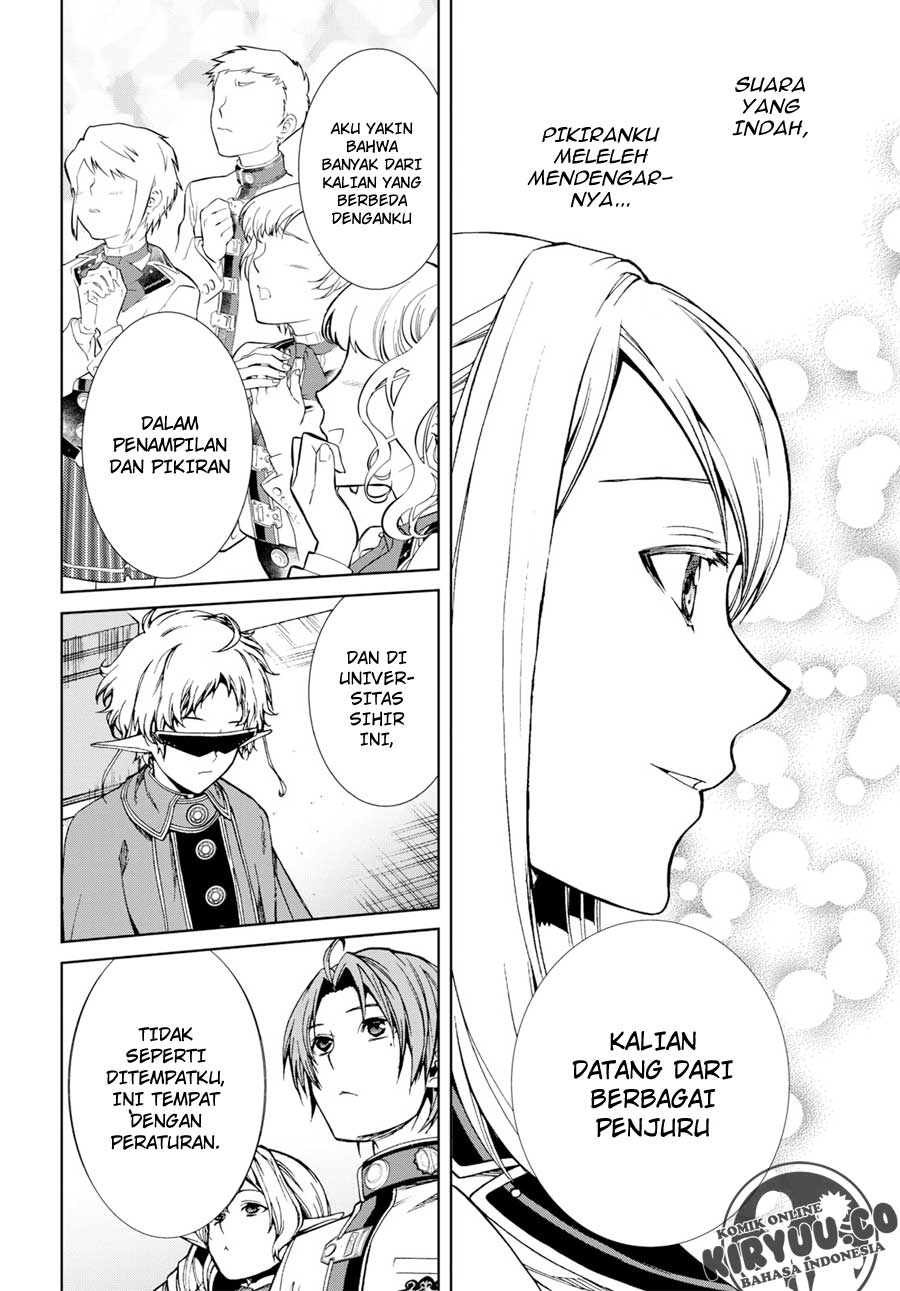 SUARA
YANG
INDAH,
PIKIRANKU
MELELEH
MENDENGAR-
NYA...
KALIAN
DATANG DARI
BERBAGAI
PENJURU
AKU YAKIN
BAHWA
BANYAK DARI
KALIAN YANG
BERBEDA
DENGANKU
DALAM
PENAMPILAN
DAN PIKIRAN
DAN DI
UNIVER-
SITAS
SIHIR
INI,
TIDAK
SEPERTI
DITEMPATKU,
INI TEMPAT
DENGAN
PERATURAN.
KOMIK ONLINE
KIRYUU.CO
BAHASA INDONESIA